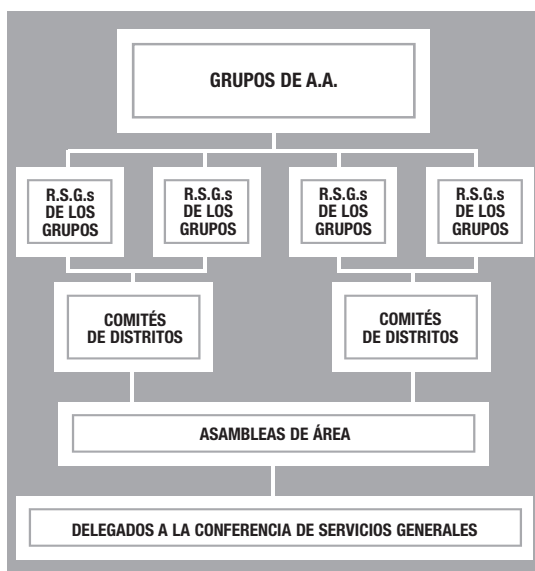 GRUPOS DE A.A.
R.S.G.s
DE LOS
GRUPOS
R.S.G.s
DE LOS
GRUPOS
R.S.G.s
DE LOS
GRUPOS
R.S.G.s
DE LOS
GRUPOS
COMITÉS
DE DISTRITOS
COMITÉS
DE DISTRITOS
ASAMBLEAS DE ÁREA
DELEGADOS A LA CONFERENCIA DE SERVICIOS GENERALES